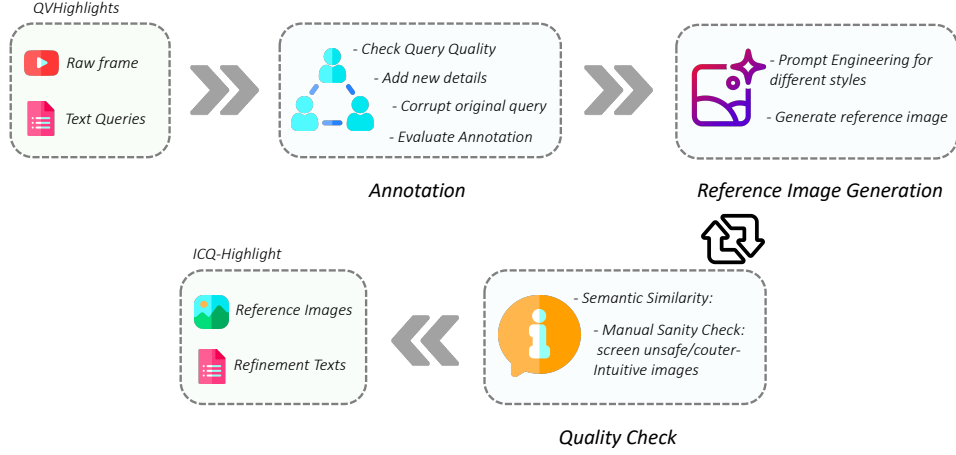 QVHighlights
Raw frame
Text Queries
- Check Query Quality
- Add new details
- Corrupt original query
- Evaluate Annotation
Annotation
- Prompt Engineering for
different styles
- Generate reference image
Reference Image Generation
ICQ-Highlight
Reference Images
Refinement Texts
- Semantic Similarity:
- Manual Sanity Check:
screen unsafe/couter-
Intuitive images
Quality Check